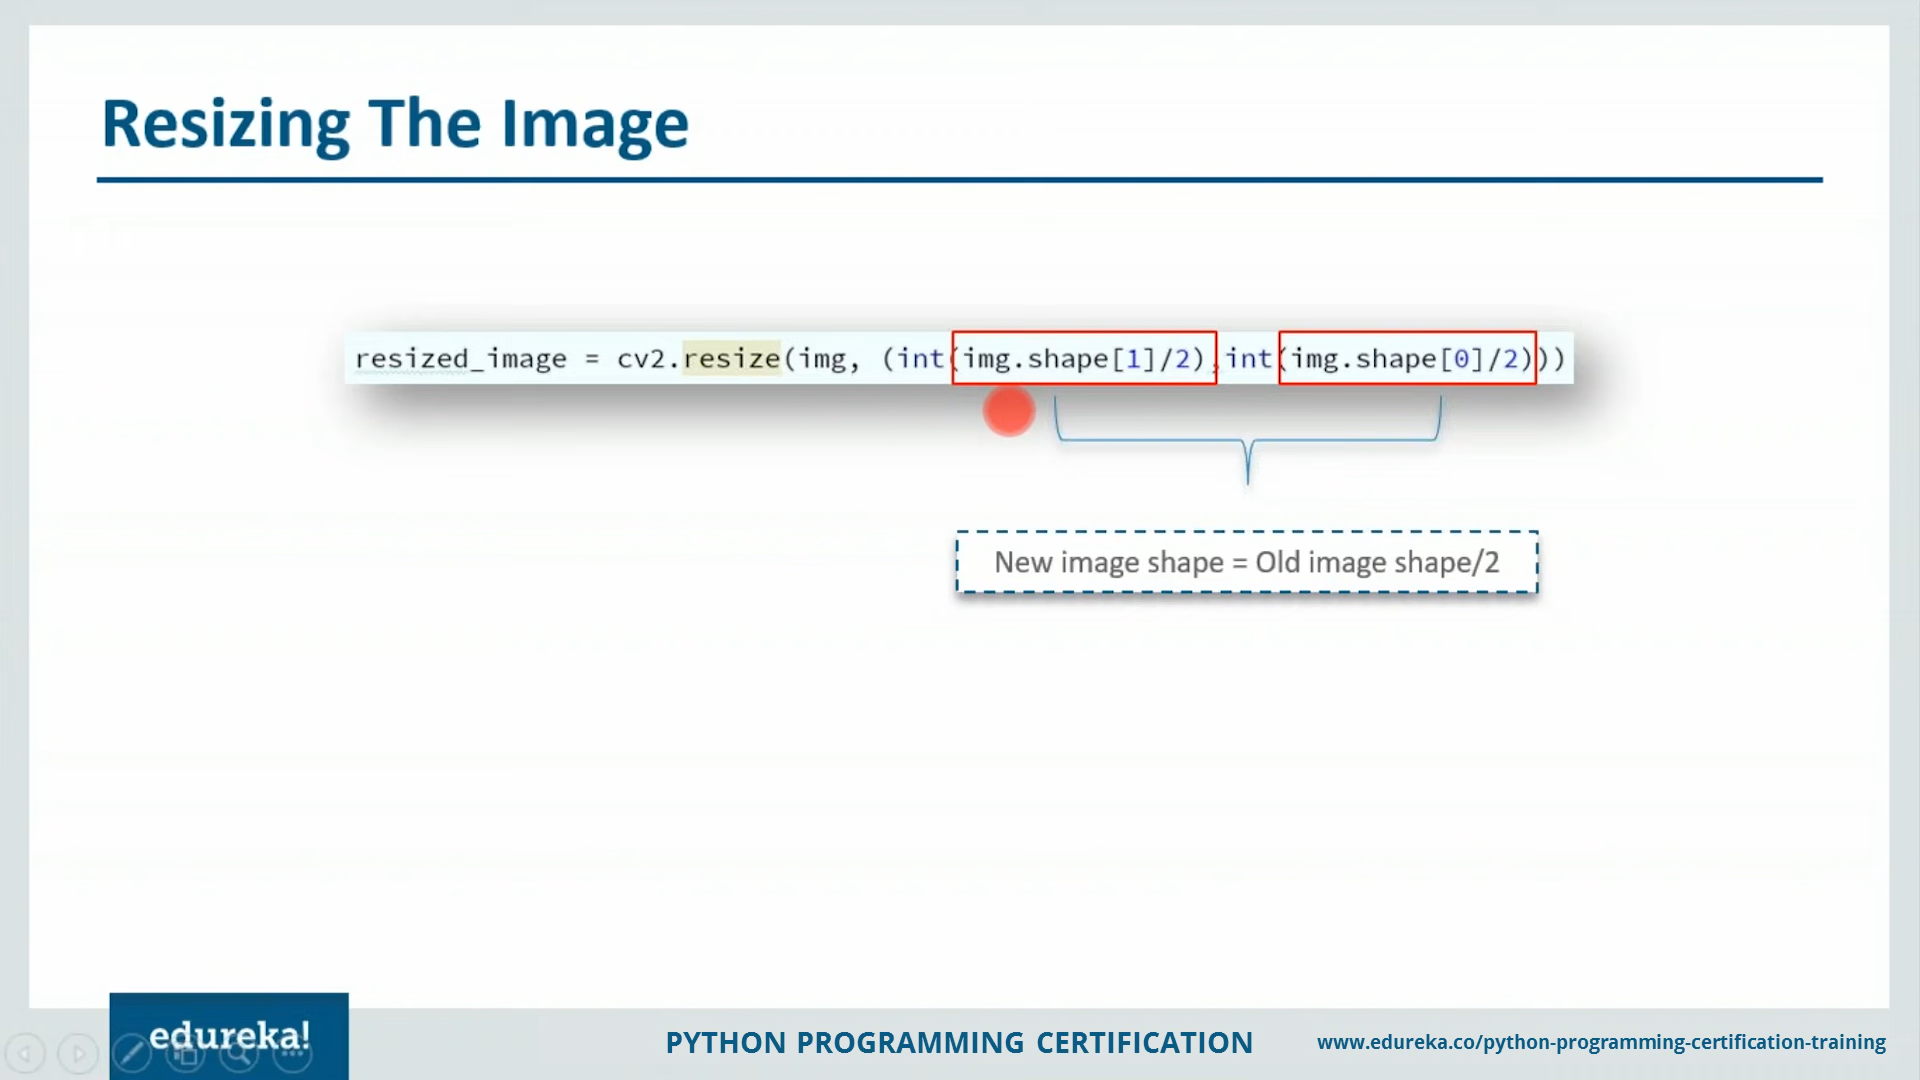 Resizing The Image
resized_image = cv2.resize(img, (int(img.shape[1]/2),int(img.shape[0]/2)))
New image shape = Old image shape/2
edureka!
PYTHON PROGRAMMING CERTIFICATION
www.edureka.co/python-programming-certification-training